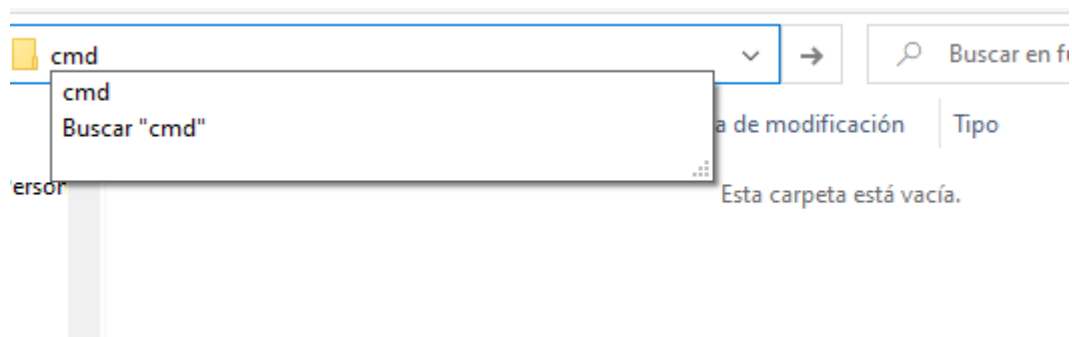 cmd
Buscar en
cmd
Buscar "cmd"
de modificación Tipo
Esta carpeta está vacía.